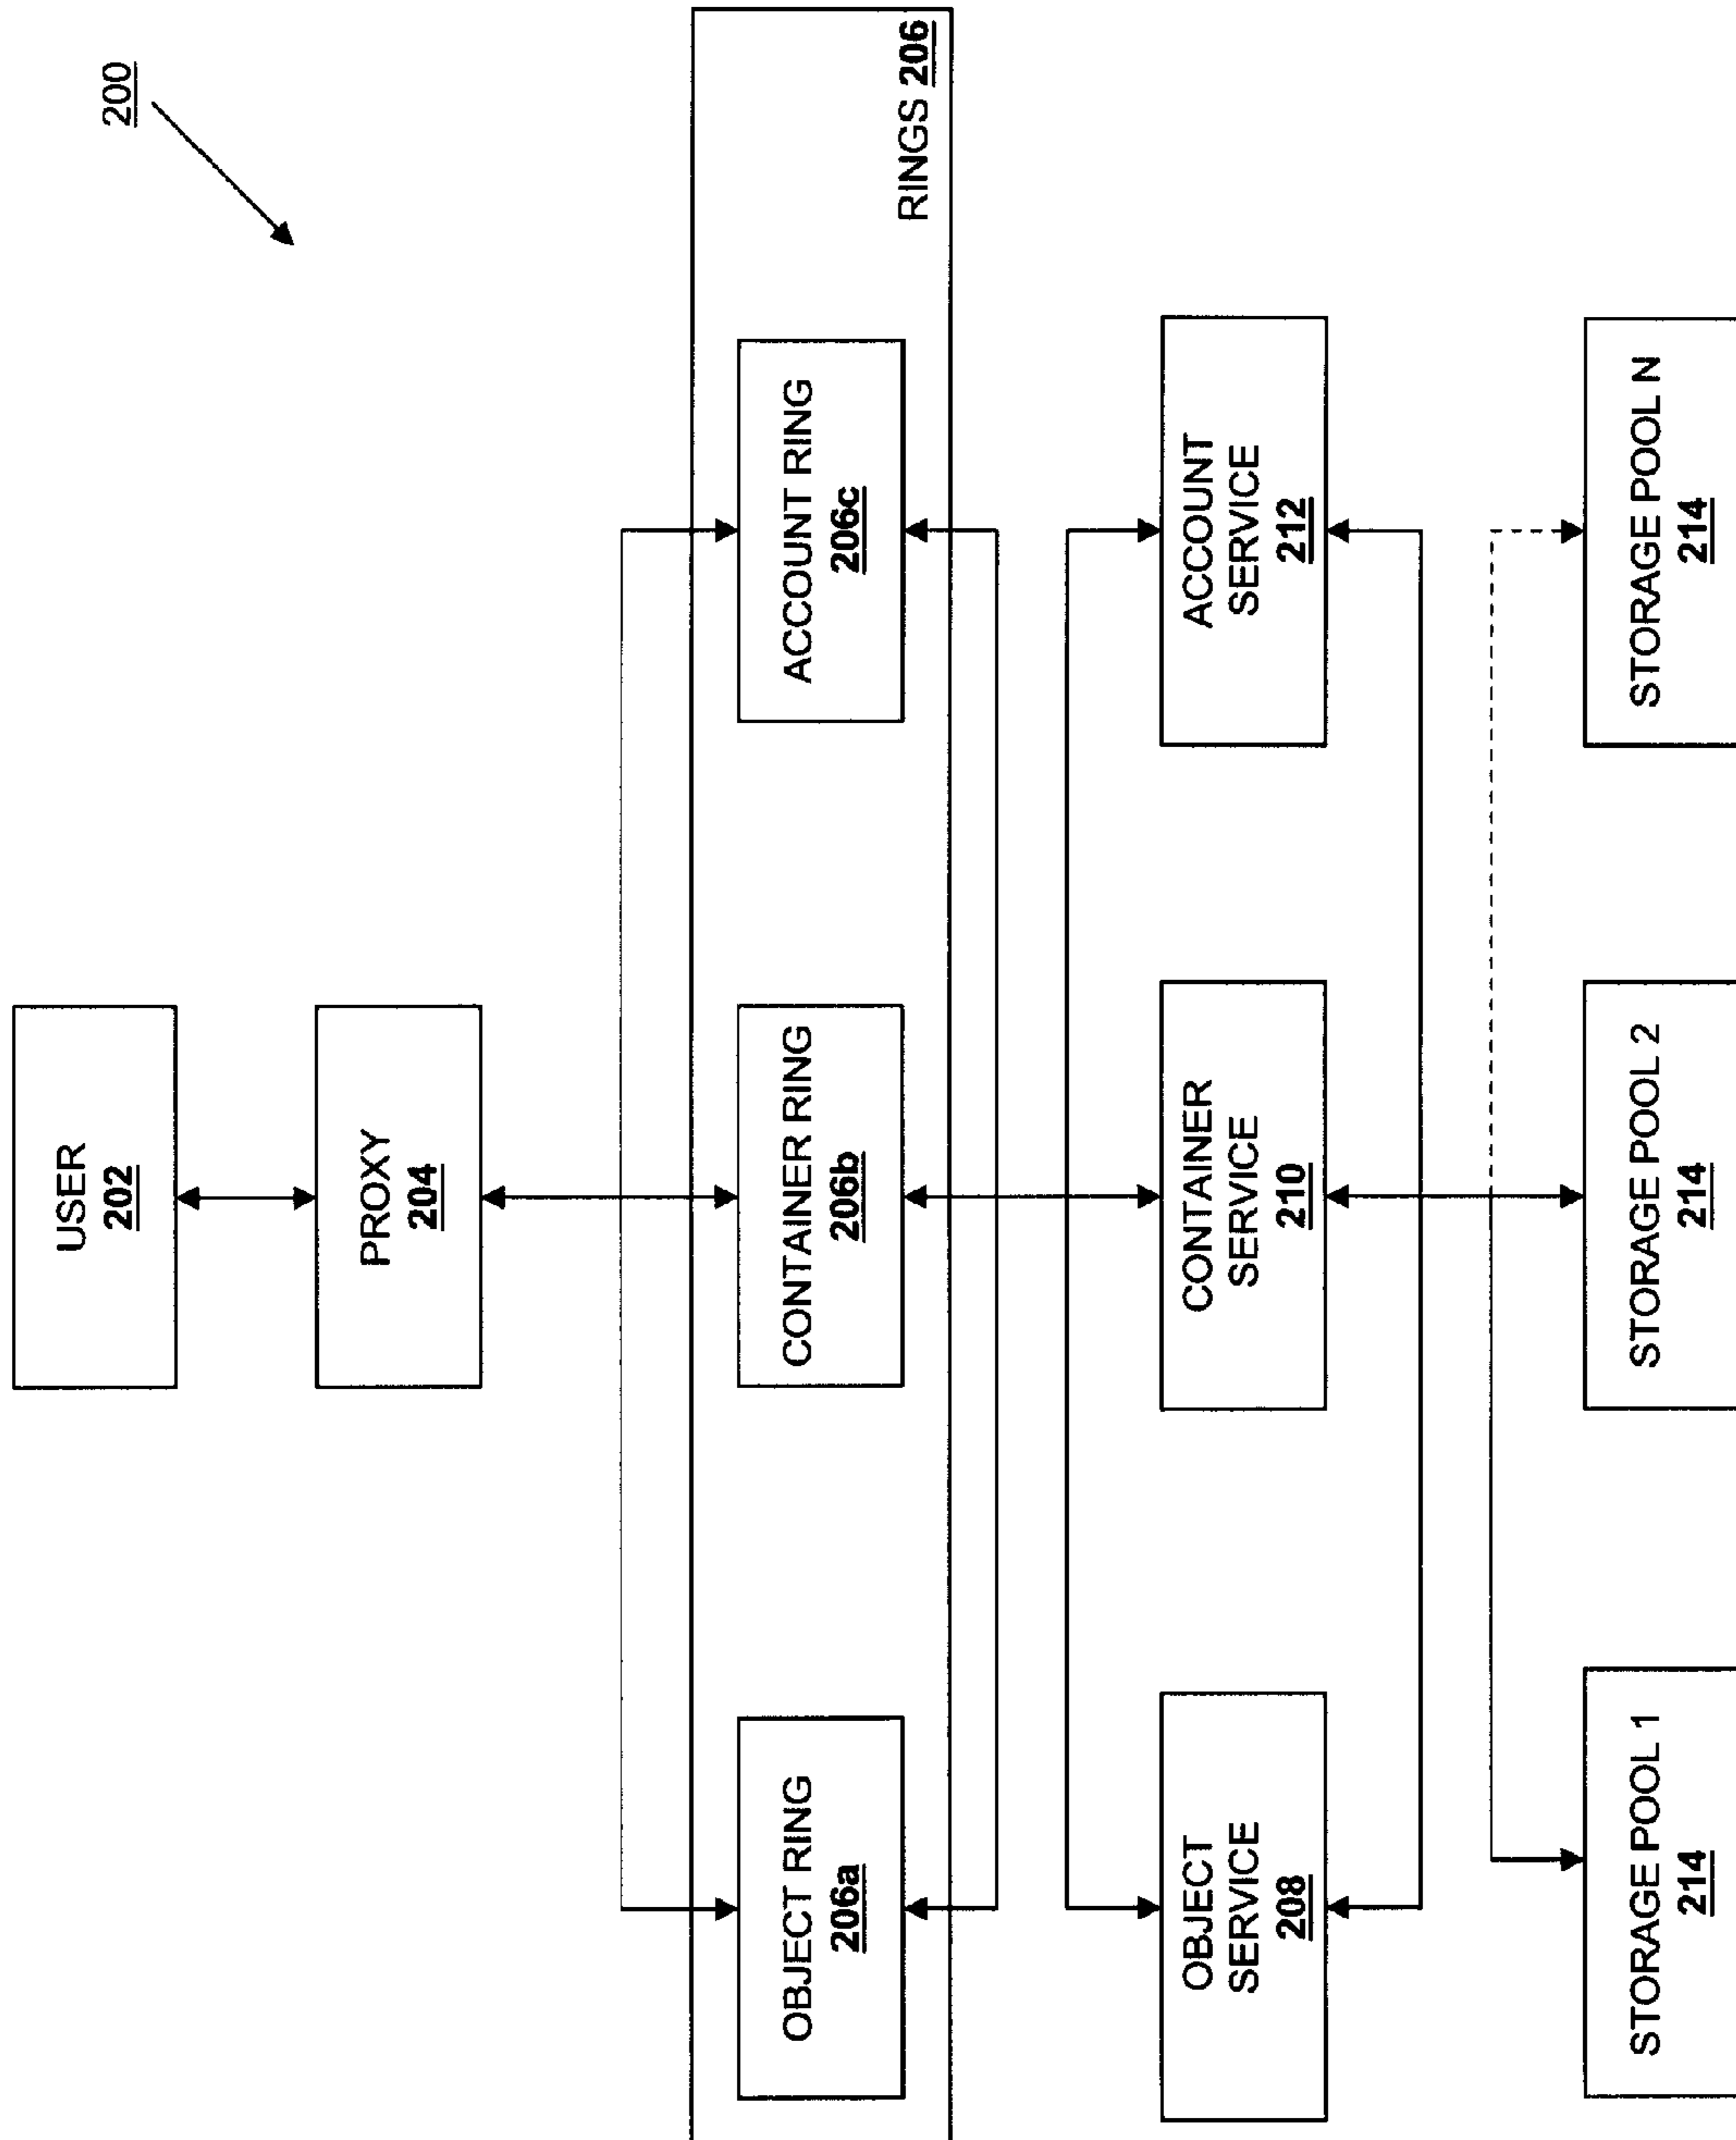 200
USER
202
PROXY
204
RINGS 206
OBJECT RING
206a
CONTAINER RING
206b
ACCOUNT RING
206c
OBJECT
SERVICE
208
CONTAINER
SERVICE
210
ACCOUNT
SERVICE
212
STORAGE POOL 1
214
STORAGE POOL 2
214
STORAGE POOL N
214